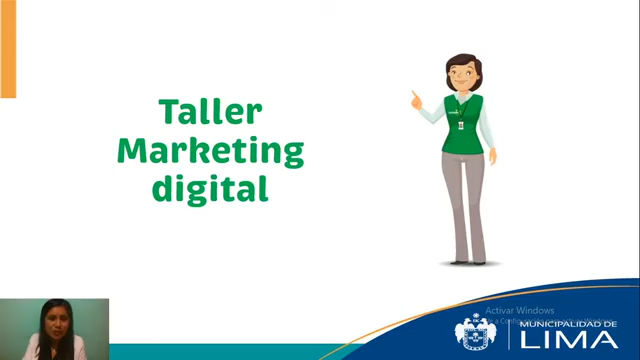 Taller
Marketing
digital
Activar Windows
MUNICIPALIDAD DE
LIMA